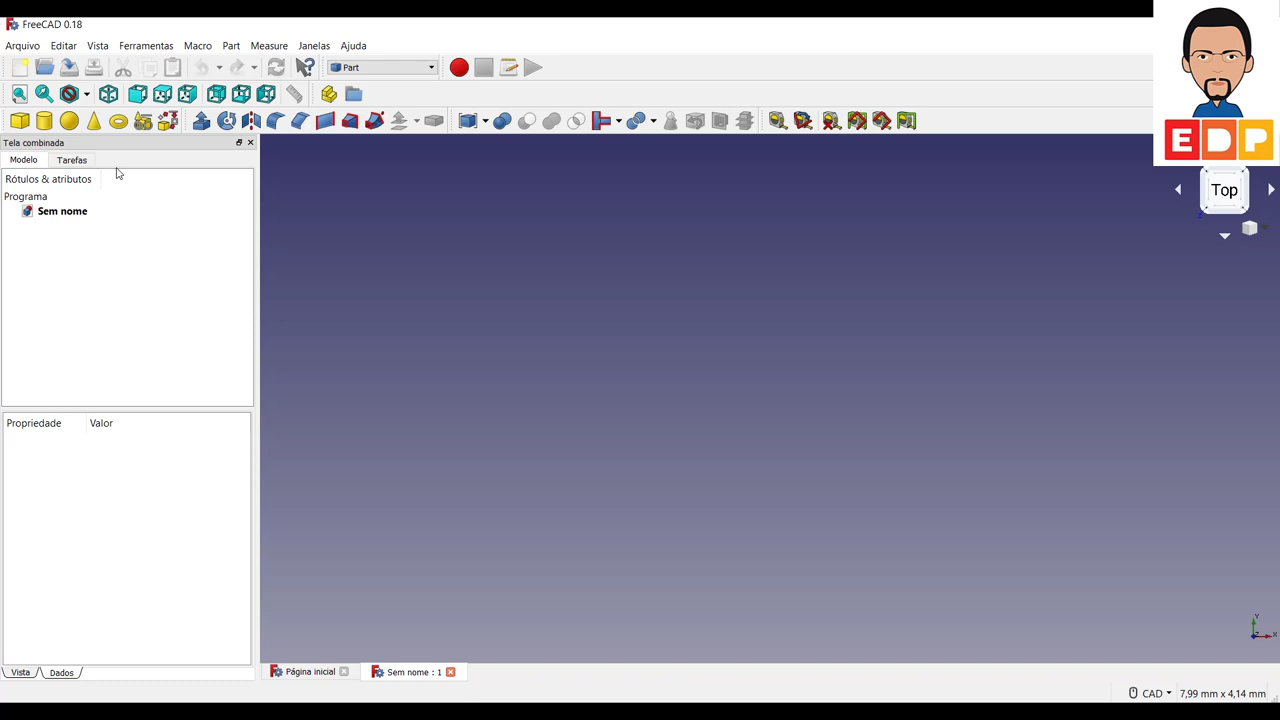 FreeCAD 0.18
Arquivo Editar Vista Ferramentas Macro Part Measure Janelas Ajuda
Part
Tela combinada
Modelo Tarefas
Rótulos & atributos
Programa
Sem nome
EDP
Top
Z
Propriedade Valor
Y
X
Z
Vista Dados
Página inicial
Sem nome : 1
CAD 7,99 mm x 4,14 mm